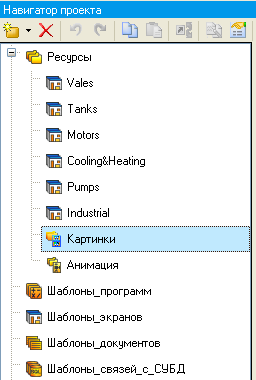 Навигатор проекта
Ресурсы
Vales
Tanks
Motors
Cooling&Heating
Pumps
Industrial
Картинки
Анимация
Шаблоны_программ
Шаблоны_экранов
Шаблоны_документов
Шаблоны_связей_с_СУБД